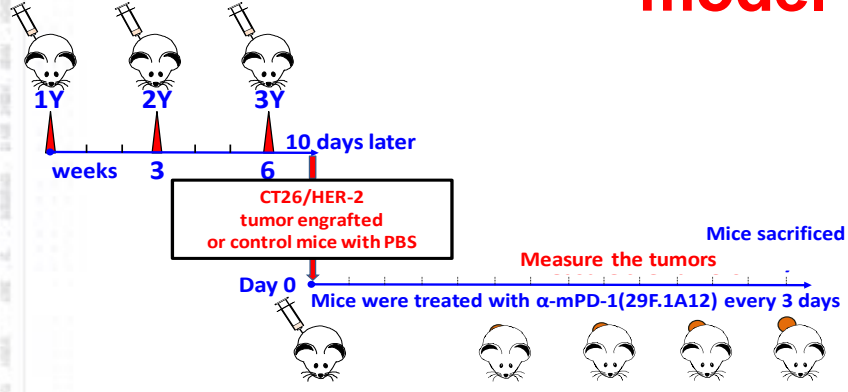 model
1Y 2Y 3Y
10 days later
weeks 3 6
CT26/HER-2
tumor engrafted
or control mice with PBS
Mice sacrificed
Measure the tumors
Day 0
Mice were treated with α-mPD-1(29F.1A12) every 3 days